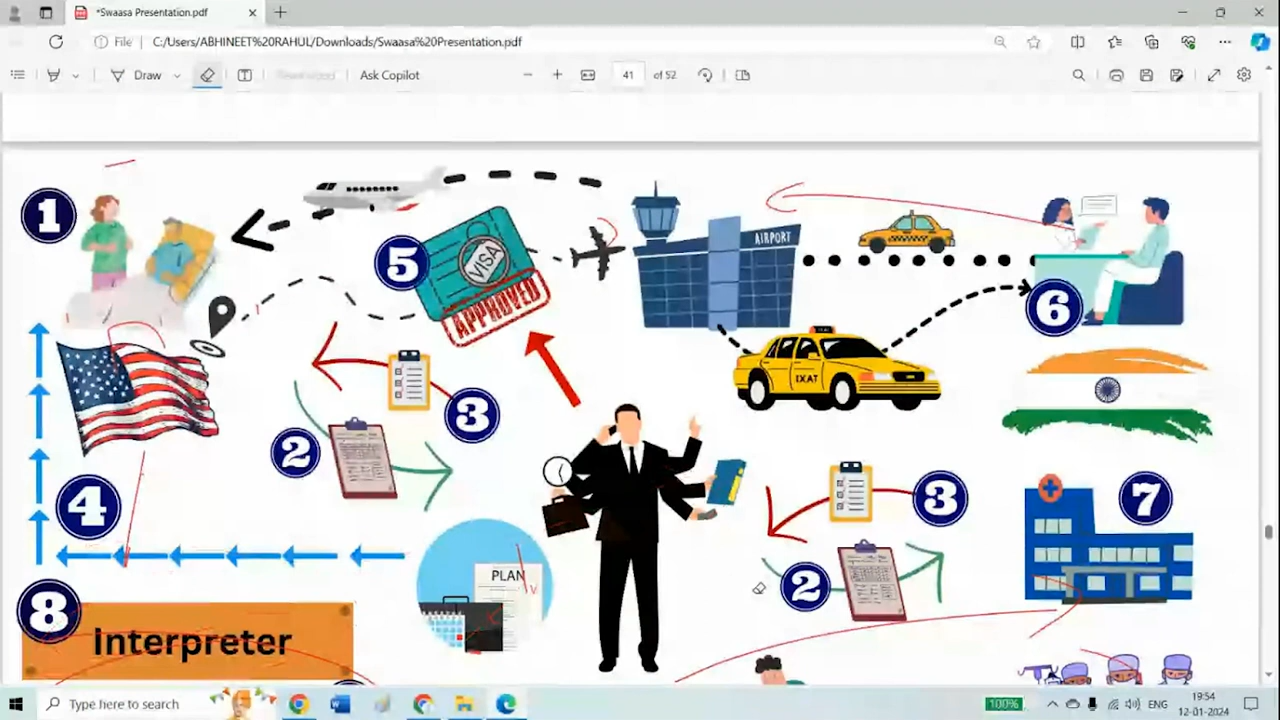 *Swaasa Presentation.pdf
File
C:/Users/ABHINEET%20RAHUL/Downloads/Swaasa%20Presentation.pdf
Draw
Ask Copilot
41 of 52
1
5
VISA
APPROVED
AIRPORT
6
TAXI
IXAT
3
2
4
3
7
2
PLAN
8
Interpreter
Type here to search
100%
ENG
19:54
12-01-2024